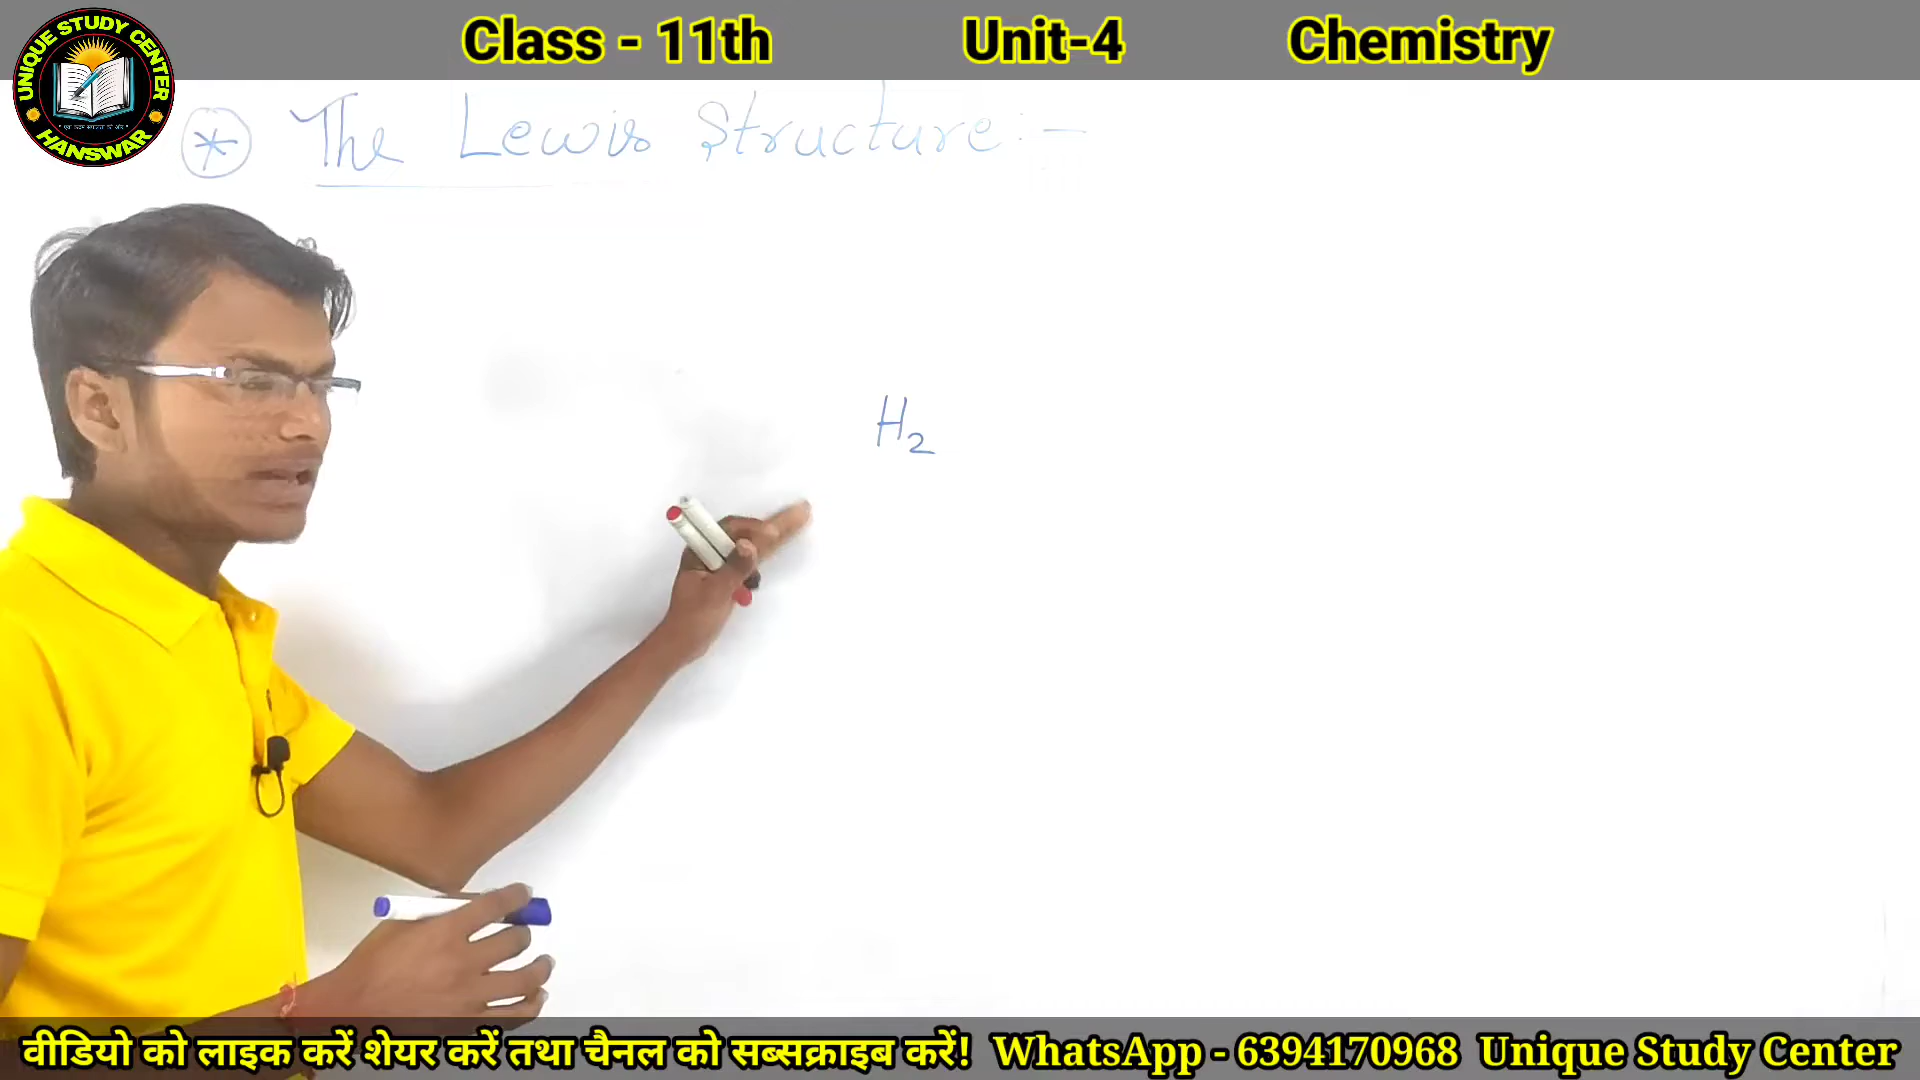 Class - 11th Unit-4 Chemistry
UNIQUE STUDY CENTER
HANSWAR
* The Lewis Structure:-
H₂
वीडियो को लाइक करें शेयर करें तथा चैनल को सब्सक्राइब करें! WhatsApp - 6394170968 Unique Study Center